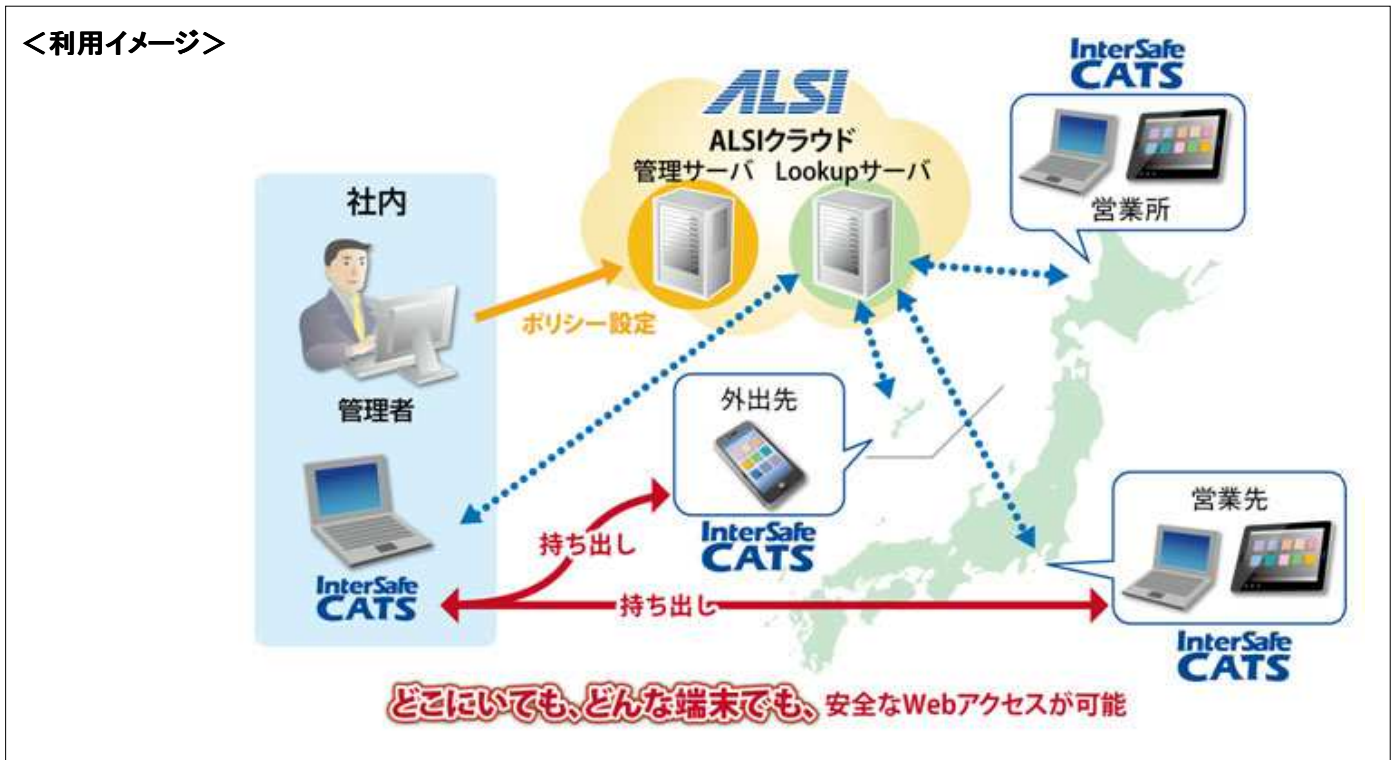 ＜利用イメージ＞
InterSafe
CATS
ALSI
ALSIクラウド
管理サーバ Lookupサーバ
営業所
社内
ポリシー設定
管理者
外出先
InterSafe
CATS
営業先
持ち出し
InterSafe
CATS
持ち出し
InterSafe
CATS
どこにいても、どんな端末でも、安全なWebアクセスが可能